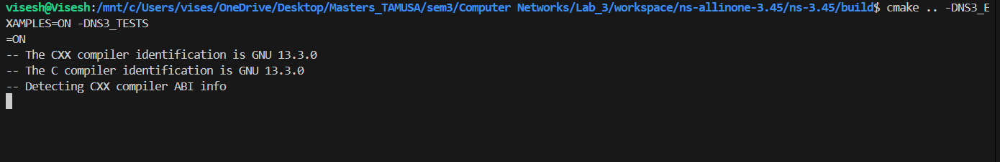 visesh@Visesh:/mnt/c/Users/vises/OneDrive/Desktop/Masters_TAMUSA/sem3/Computer Networks/Lab_3/workspace/ns-allinone-3.45/ns-3.45/build$ cmake .. -DNS3_E
XAMPLES=ON -DNS3_TESTS
=ON
-- The CXX compiler identification is GNU 13.3.0
-- The C compiler identification is GNU 13.3.0
-- Detecting CXX compiler ABI info